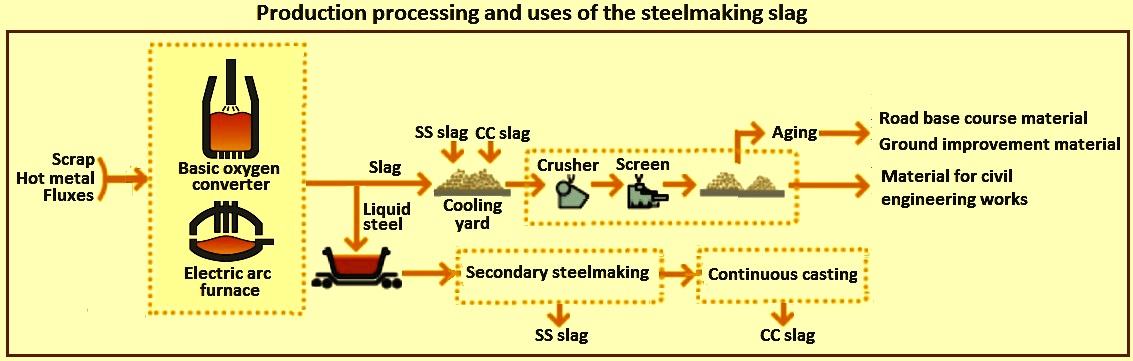 Production processing and uses of the steelmaking slag
Scrap
Hot metal
Fluxes
Basic oxygen
converter
Electric arc
furnace
Slag
Liquid
steel
SS slag
CC slag
Cooling
yard
Crusher
Screen
Aging
Road base course material
Ground improvement material
Material for civil
engineering works
Secondary steelmaking
Continuous casting
SS slag
CC slag